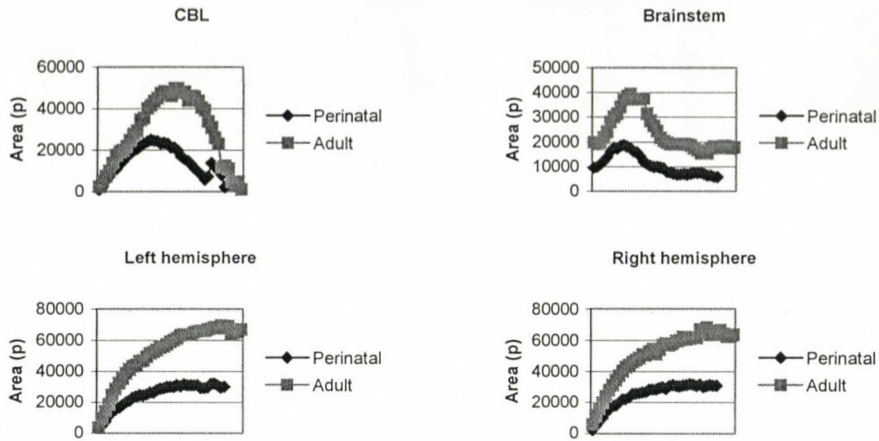 CBL
60000
40000
20000
0
Area (p)
Perinatal
Adult
Brainstem
50000
40000
30000
20000
10000
0
Area (p)
Perinatal
Adult
Left hemisphere
80000
60000
40000
20000
0
Area (p)
Perinatal
Adult
Right hemisphere
80000
60000
40000
20000
0
Area (p)
Perinatal
Adult